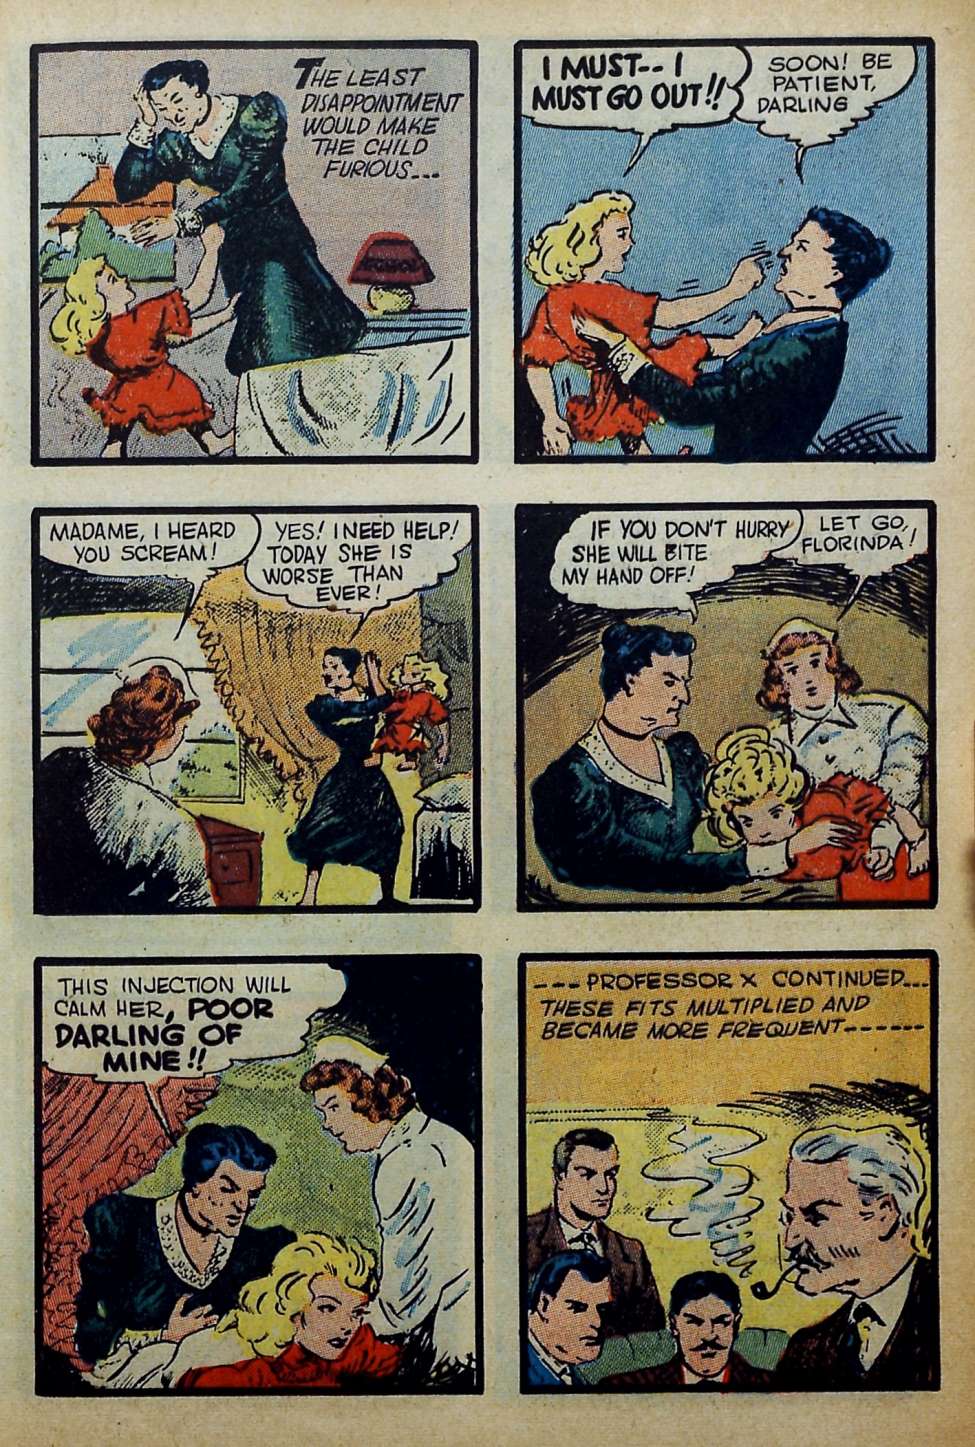 THE LEAST
DISAPPOINTMENT
WOULD MAKE
THE CHILD
FURIOUS...
I MUST-- I
MUST GO OUT!!
SOON! BE
PATIENT,
DARLING
MADAME, I HEARD
YOU SCREAM!
YES! I NEED HELP!
TODAY SHE IS
WORSE THAN
EVER!
IF YOU DON'T HURRY
SHE WILL BITE
MY HAND OFF!
LET GO,
FLORINDA!
THIS INJECTION WILL
CALM HER, POOR
DARLING OF
MINE!!
--- PROFESSOR X CONTINUED...
THESE FITS MULTIPLIED AND
BECAME MORE FREQUENT------